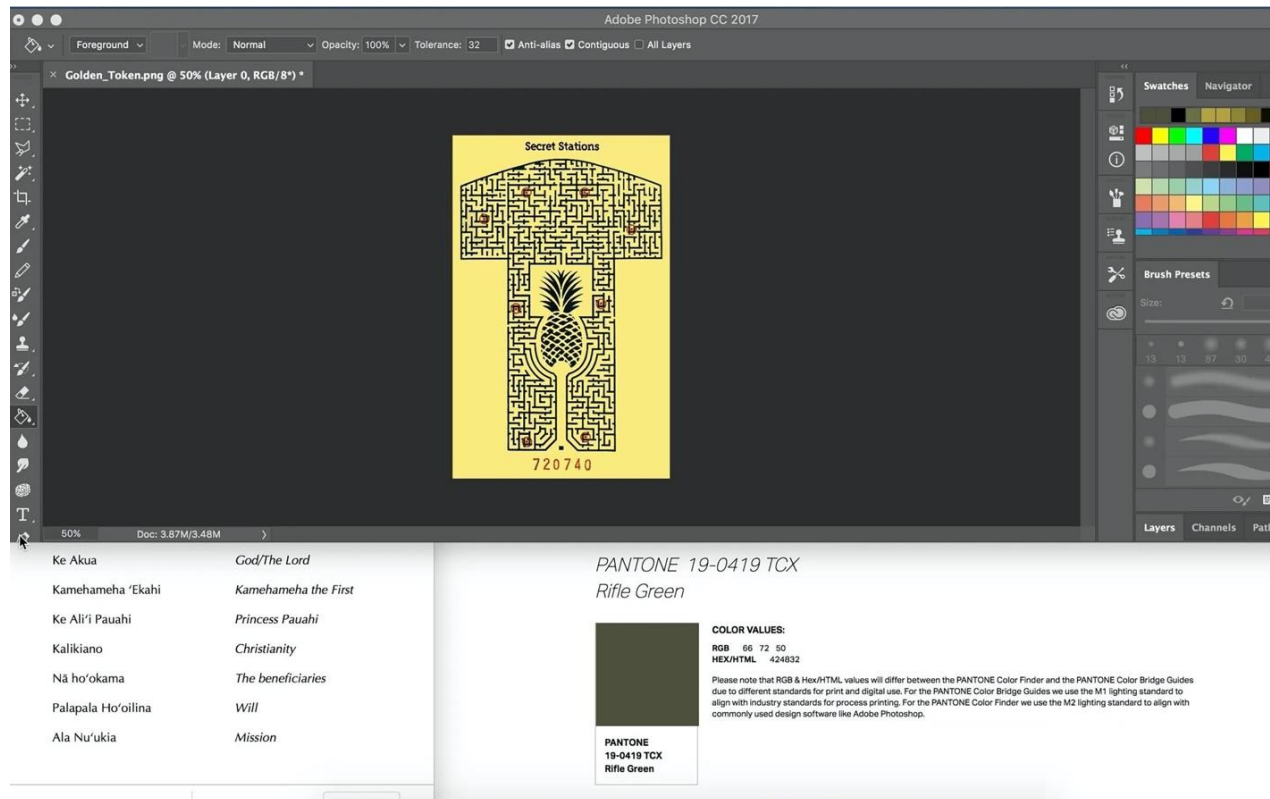 Adobe Photoshop CC 2017
Foreground Mode: Normal Opacity: 100% Tolerance: 32 Anti-alias Contiguous All Layers
× Golden_Token.png @ 50% (Layer 0, RGB/8*) *
Swatches Navigator
Secret Stations
720740
Brush Presets
Size:
13 13 87 30
50% Doc: 3.87M/3.48M
Layers Channels
Ke Akua God/The Lord
Kamehameha ʻEkahi Kamehameha the First
Ke Aliʻi Pauahi Princess Pauahi
Kalikiano Christianity
Nā hoʻokama The beneficiaries
Palapala Hoʻoilina Will
Ala Nuʻukia Mission
PANTONE 19-0419 TCX
Rifle Green
COLOR VALUES:
RGB 66 72 50
HEX/HTML 424832
Please note that RGB & Hex/HTML values will differ between the PANTONE Color Finder and the PANTONE Color Bridge Guides
due to different standards for print and digital use. For the PANTONE Color Bridge Guides we use the M1 lighting standard to
align with industry standards for process printing. For the PANTONE Color Finder we use the M2 lighting standard to align with
commonly used design software like Adobe Photoshop.
PANTONE
19-0419 TCX
Rifle Green